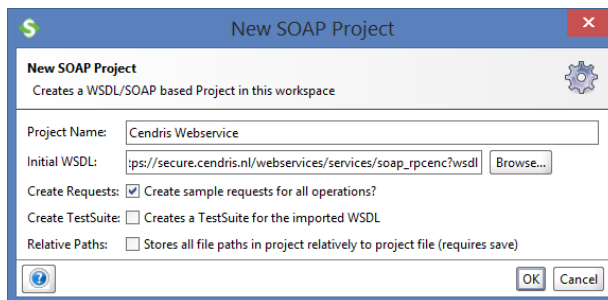 New SOAP Project
New SOAP Project
Creates a WSDL/SOAP based Project in this workspace
Project Name: Cendris Webservice
Initial WSDL: :ps://secure.cendris.nl/webservices/services/soap_rpcenc?wsdl Browse...
Create Requests: Create sample requests for all operations?
Create TestSuite: Creates a TestSuite for the imported WSDL
Relative Paths: Stores all file paths in project relatively to project file (requires save)
? OK Cancel